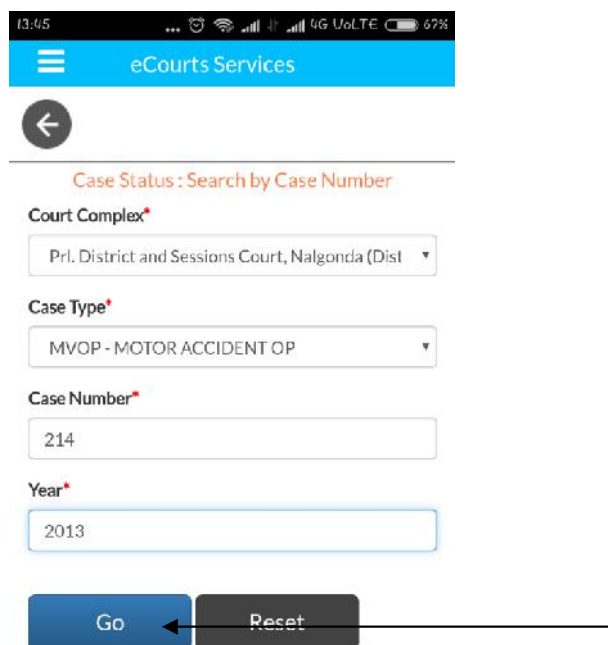 13:45 ... 4G VoLTE 67%
eCourts Services
Case Status : Search by Case Number
Court Complex*
Prl. District and Sessions Court, Nalgonda (Dist
Case Type*
MVOP - MOTOR ACCIDENT OP
Case Number*
214
Year*
2013
Go Reset